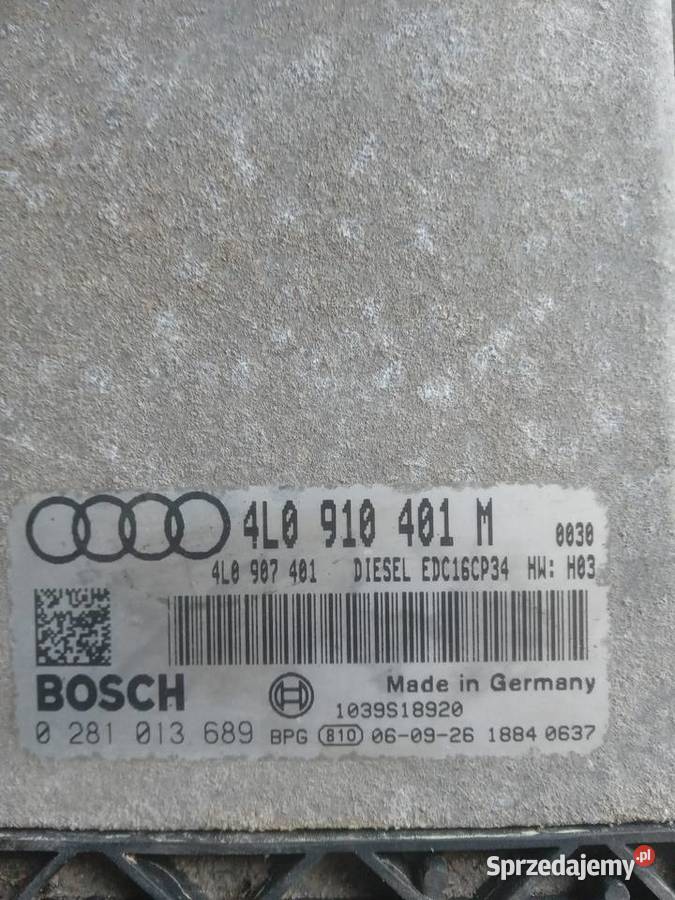 4L0 910 401 M 0030
4L0 907 401 DIESEL EDC16CP34 HW: H03
BOSCH
Made in Germany
1039S18920
0 281 013 689 BPG 810 06-09-26 1884 0637
Sprzedajemy.pl